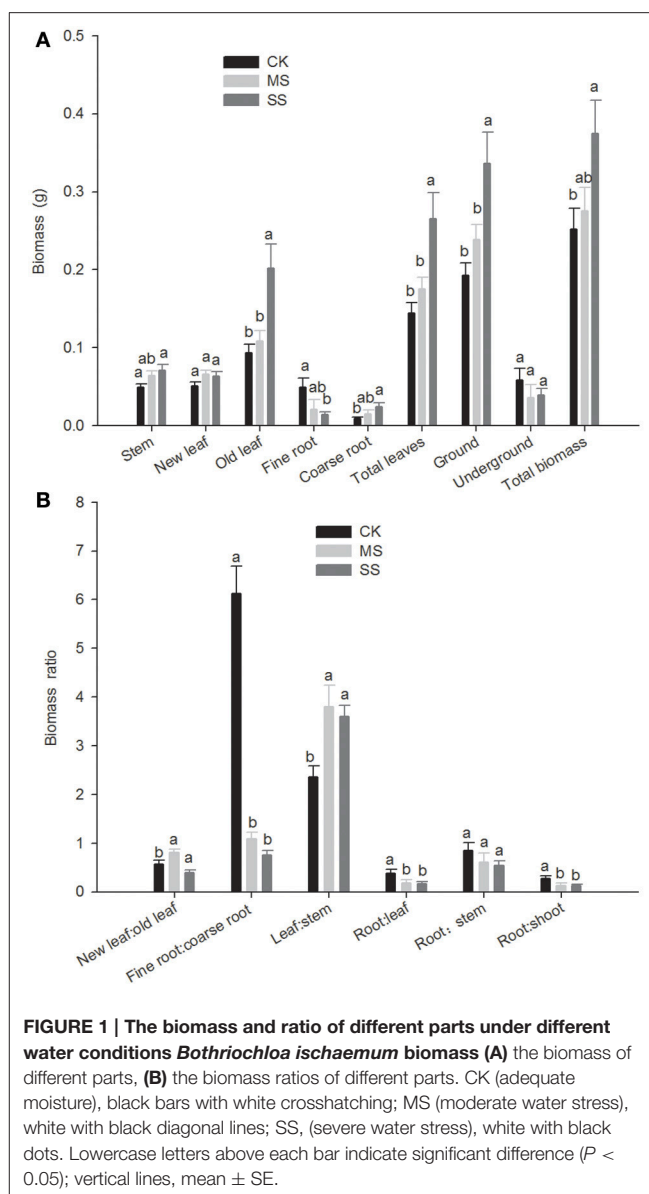 A
0.5
CK
MS
SS
0.4
0.3
0.2
0.1
0.0
Biomass (g)
a ab a
a a a
b b a
a ab b
b ab a
b b a
b b a
a a a
b ab a
Stem
New leaf
Old leaf
Fine root
Coarse root
Total leaves
Ground
Underground
Total biomass
B
8
CK
MS
SS
7
6
5
4
3
2
1
0
Biomass ratio
b a a
a b b
b a a
a b b
a a a
a b b
New leaf:old leaf
Fine root:coarse root
Leaf:stem
Root:leaf
Root：stem
Root:shoot
FIGURE 1 | The biomass and ratio of different parts under different
water conditions Bothriochloa ischaemum biomass (A) the biomass of
different parts, (B) the biomass ratios of different parts. CK (adequate
moisture), black bars with white crosshatching; MS (moderate water stress),
white with black diagonal lines; SS, (severe water stress), white with black
dots. Lowercase letters above each bar indicate significant difference (P <
0.05); vertical lines, mean ± SE.